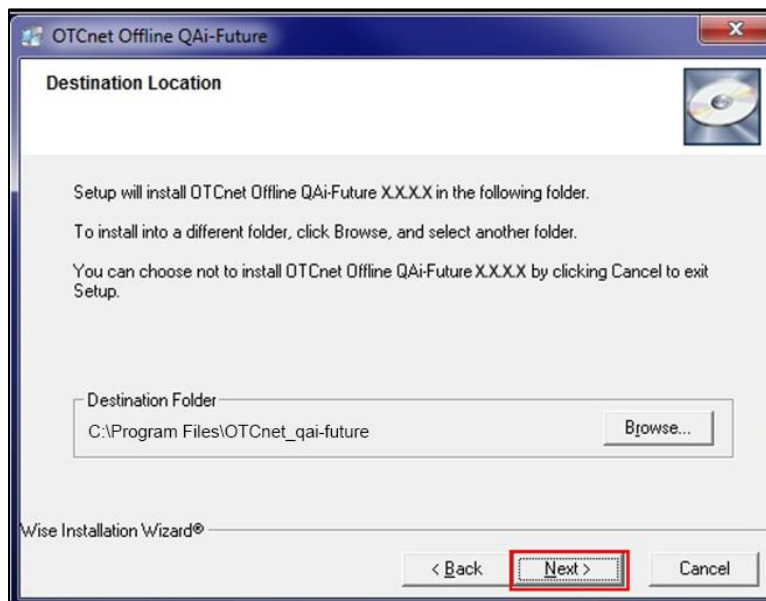 OTCnet Offline QAi-Future
Destination Location
Setup will install OTCnet Offline QAi-Future X.X.X.X in the following folder.
To install into a different folder, click Browse, and select another folder.
You can choose not to install OTCnet Offline QAi-Future X.X.X.X by clicking Cancel to exit
Setup.
Destination Folder
C:\Program Files\OTCnet_qai-future
Browse...
Wise Installation Wizard®
< Back
Next >
Cancel